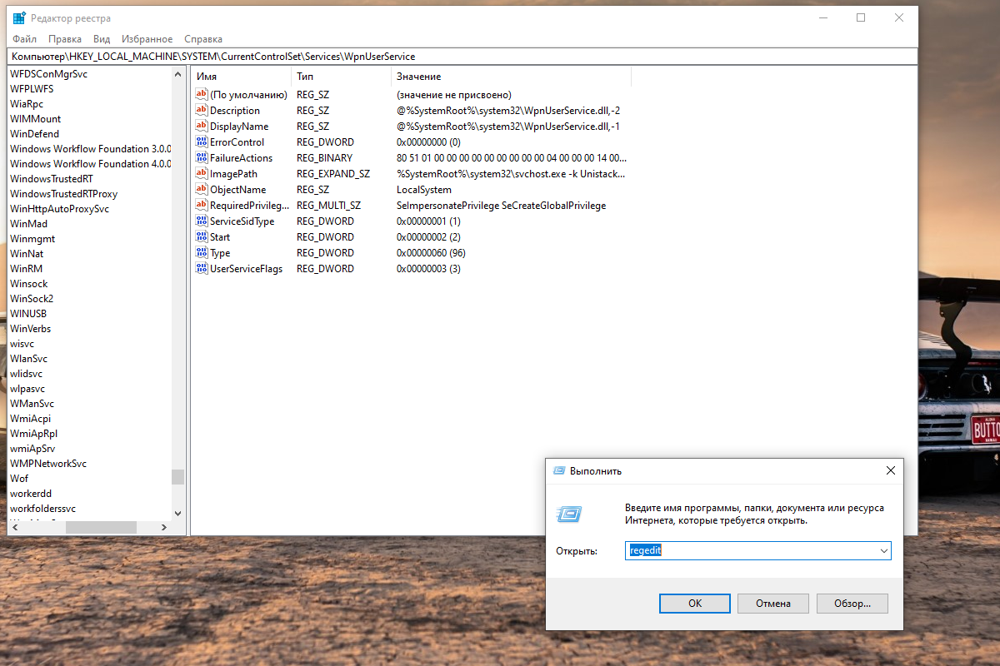 Редактор реестра
Файл Правка Вид Избранное Справка
Компьютер\HKEY_LOCAL_MACHINE\SYSTEM\CurrentControlSet\Services\WpnUserService
WFDSConMgrSvc
WFPLWFS
WiaRpc
WIMMount
WinDefend
Windows Workflow Foundation 3.0.0
Windows Workflow Foundation 4.0.0
WindowsTrustedRT
WindowsTrustedRTProxy
WinHttpAutoProxySvc
WinMad
Winmgmt
WinNat
WinRM
Winsock
WinSock2
WINUSB
WinVerbs
wisvc
WlanSvc
wlidsvc
wlpasvc
WManSvc
WmiAcpi
WmiApRpl
wmiApSrv
WMPNetworkSvc
Wof
workerdd
workfolderssvc
Имя Тип Значение
(По умолчанию) REG_SZ (значение не присвоено)
Description REG_SZ @%SystemRoot%\system32\WpnUserService.dll,-2
DisplayName REG_SZ @%SystemRoot%\system32\WpnUserService.dll,-1
ErrorControl REG_DWORD 0x00000000 (0)
FailureActions REG_BINARY 80 51 01 00 00 00 00 00 00 00 00 00 04 00 00 00 14 00...
ImagePath REG_EXPAND_SZ %SystemRoot%\system32\svchost.exe -k Unistack...
ObjectName REG_SZ LocalSystem
RequiredPrivileg... REG_MULTI_SZ SeImpersonatePrivilege SeCreateGlobalPrivilege
ServiceSidType REG_DWORD 0x00000001 (1)
Start REG_DWORD 0x00000002 (2)
Type REG_DWORD 0x00000060 (96)
UserServiceFlags REG_DWORD 0x00000003 (3)
Выполнить
Введите имя программы, папки, документа или ресурса
Интернета, которые требуется открыть.
Открыть: regedit
ОК Отмена Обзор...
BUTTO